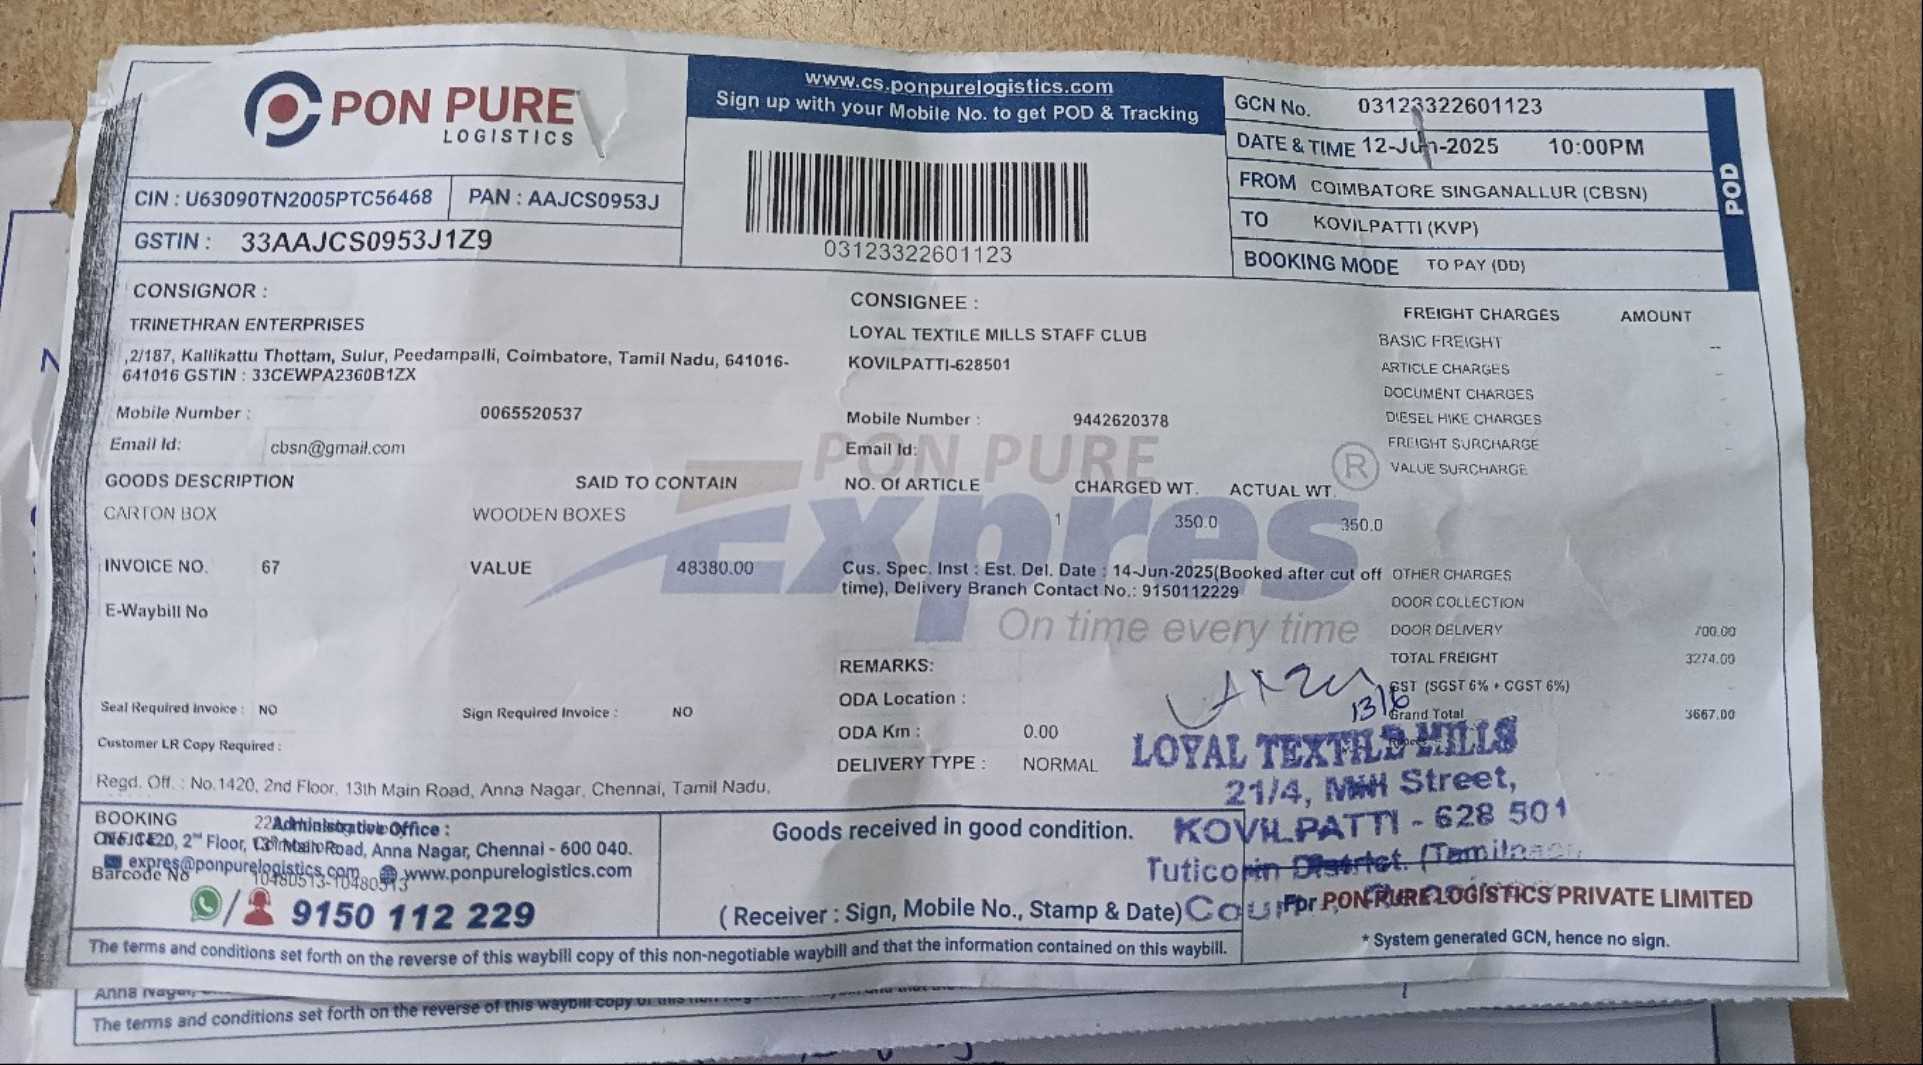 PON PURE
LOGISTICS
www.cs.ponpurelogistics.com
Sign up with your Mobile No. to get POD & Tracking
03123322601123
GCN No. 03123322601123
DATE & TIME 12-Jun-2025 10:00PM
FROM COIMBATORE SINGANALLUR (CBSN)
TO KOVILPATTI (KVP)
BOOKING MODE TO PAY (DD)
POD
CIN : U63090TN2005PTC56468 PAN : AAJCS0953J
GSTIN : 33AAJCS0953J1Z9
CONSIGNOR :
TRINETHRAN ENTERPRISES
,2/187, Kallikattu Thottam, Sulur, Peedampalli, Coimbatore, Tamil Nadu, 641016-
641016 GSTIN : 33CEWPA2360B1ZX
Mobile Number : 0065520537
Email Id: cbsn@gmail.com
CONSIGNEE :
LOYAL TEXTILE MILLS STAFF CLUB
KOVILPATTI-628501
Mobile Number : 9442620378
Email Id:
FREIGHT CHARGES AMOUNT
BASIC FREIGHT --
ARTICLE CHARGES -
DOCUMENT CHARGES
DIESEL HIKE CHARGES
FREIGHT SURCHARGE
VALUE SURCHARGE
PON PURE
Expres ®
On time every time
GOODS DESCRIPTION SAID TO CONTAIN NO. Of ARTICLE CHARGED WT. ACTUAL WT.
CARTON BOX WOODEN BOXES 1 350.0 350.0
INVOICE NO. 67 VALUE 48380.00
E-Waybill No
Cus. Spec. Inst : Est. Del. Date : 14-Jun-2025(Booked after cut off
time), Delivery Branch Contact No.: 9150112229
OTHER CHARGES
DOOR COLLECTION
DOOR DELIVERY 700.00
TOTAL FREIGHT 3274.00
GST (SGST 6% + CGST 6%)
Grand Total 3667.00
REMARKS:
ODA Location :
ODA Km : 0.00
DELIVERY TYPE : NORMAL
Seal Required Invoice : NO Sign Required Invoice : NO
Customer LR Copy Required :
Regd. Off. : No.1420, 2nd Floor, 13th Main Road, Anna Nagar, Chennai, Tamil Nadu,
13/6
LOYAL TEXTILE MILLS
21/4, Mill Street,
KOVILPATTI - 628 501
Tuticorin District.
BOOKING
Administrative Office :
2nd Floor, 13th Main Road, Anna Nagar, Chennai - 600 040.
expres@ponpurelogistics.com www.ponpurelogistics.com
Barcode No 10480513-10480513
9150 112 229
Goods received in good condition.
( Receiver : Sign, Mobile No., Stamp & Date)
For PON PURE LOGISTICS PRIVATE LIMITED
* System generated GCN, hence no sign.
The terms and conditions set forth on the reverse of this waybill copy of this non-negotiable waybill and that the information contained on this waybill.
The terms and conditions set forth on the reverse of this waybill copy of this